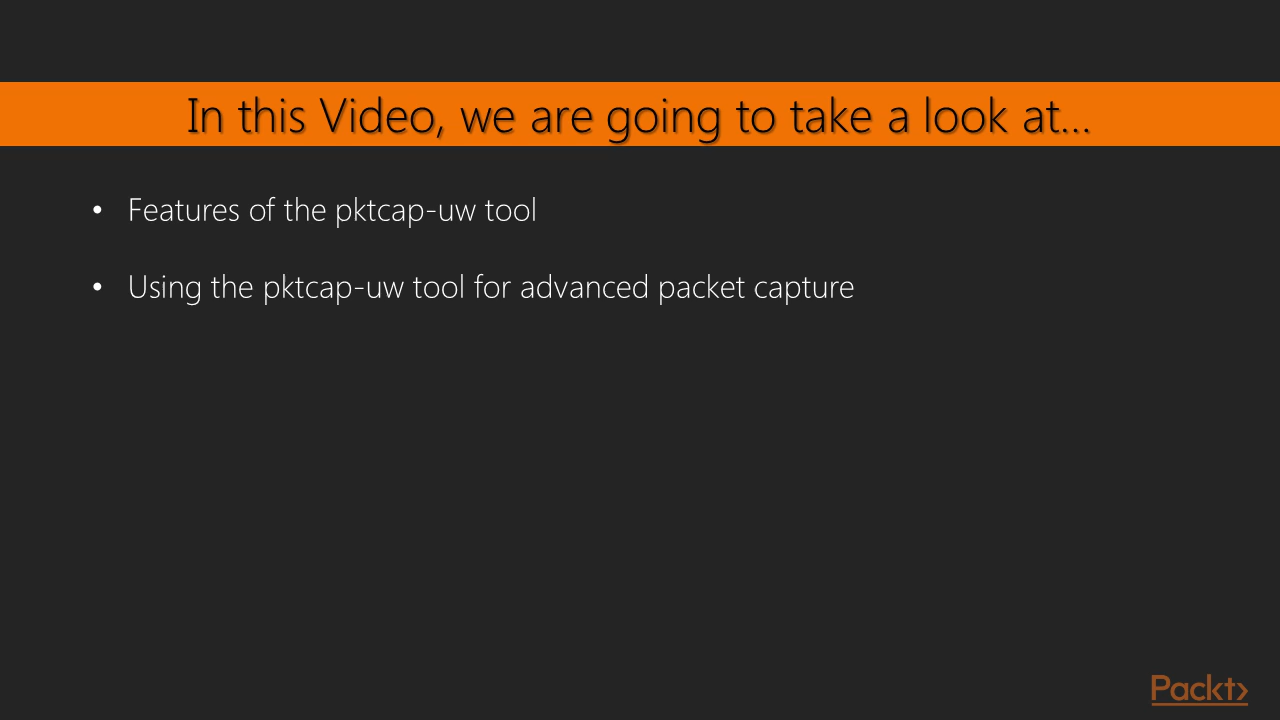 In this Video, we are going to take a look at...
• Features of the pktcap-uw tool
• Using the pktcap-uw tool for advanced packet capture
Packt>